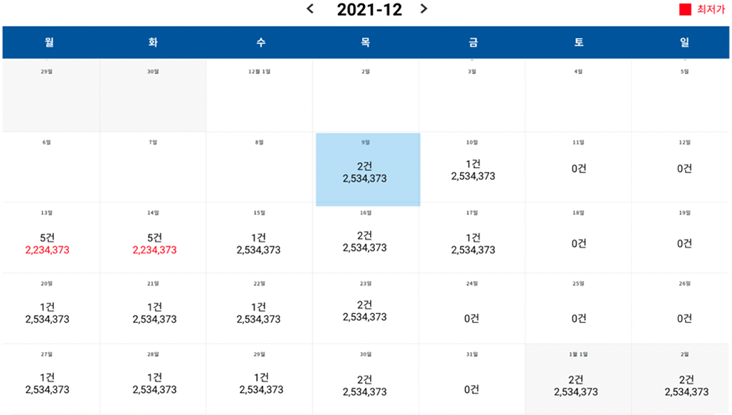 < 2021-12 >
최저가
월 화 수 목 금 토 일
29일 30일 12월 1일 2일 3일 4일 5일
6일 7일 8일 9일 10일 11일 12일
2건 1건 0건 0건
2,534,373 2,534,373
13일 14일 15일 16일 17일 18일 19일
5건 5건 1건 2건 1건 0건 0건
2,234,373 2,234,373 2,534,373 2,534,373 2,534,373
20일 21일 22일 23일 24일 25일 26일
1건 1건 1건 2건 0건 0건 0건
2,534,373 2,534,373 2,534,373 2,534,373
27일 28일 29일 30일 31일 1월 1일 2일
1건 1건 1건 2건 0건 2건 2건
2,534,373 2,534,373 2,534,373 2,534,373 2,534,373 2,534,373